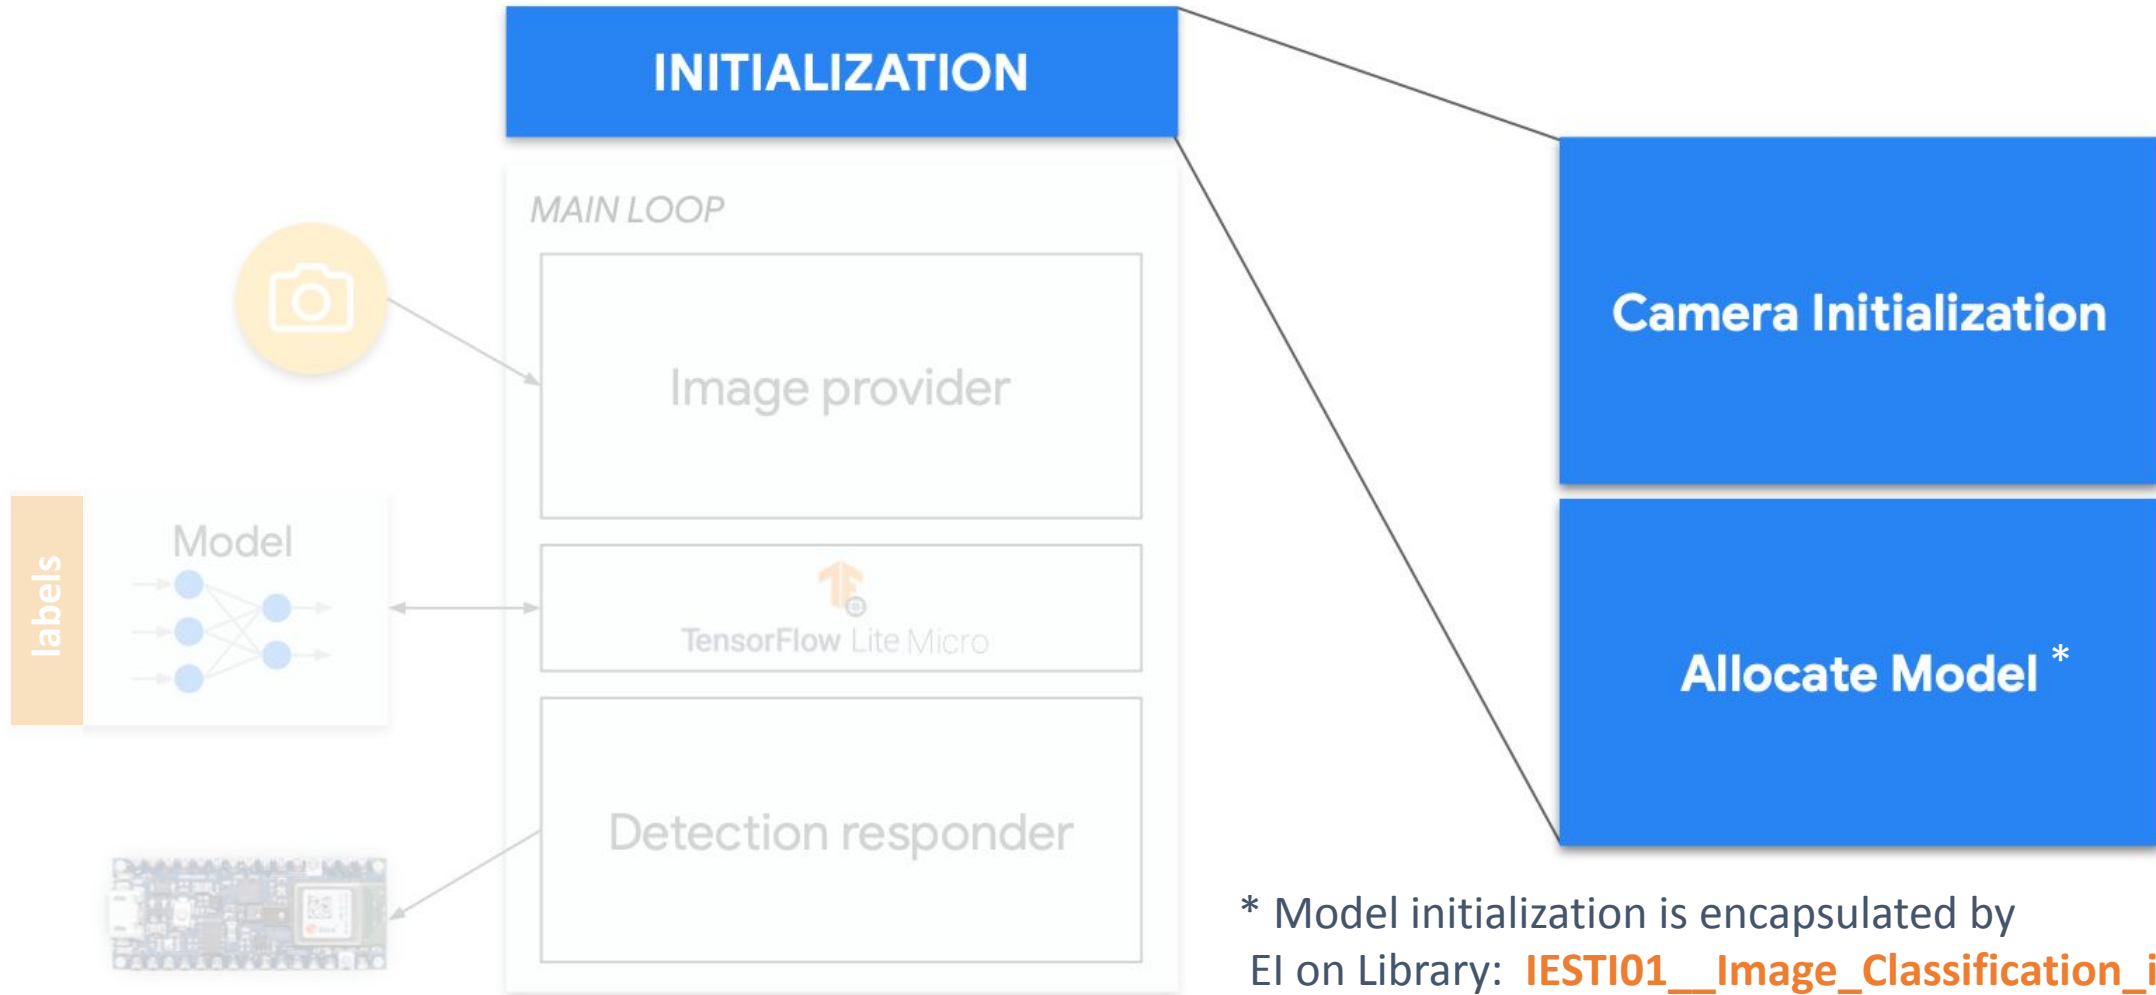 INITIALIZATION
MAIN LOOP
Image provider
Camera Initialization
labels
Model
TensorFlow Lite Micro
Allocate Model *
Detection responder
* Model initialization is encapsulated by
EI on Library: IESTI01__Image_Classification_i